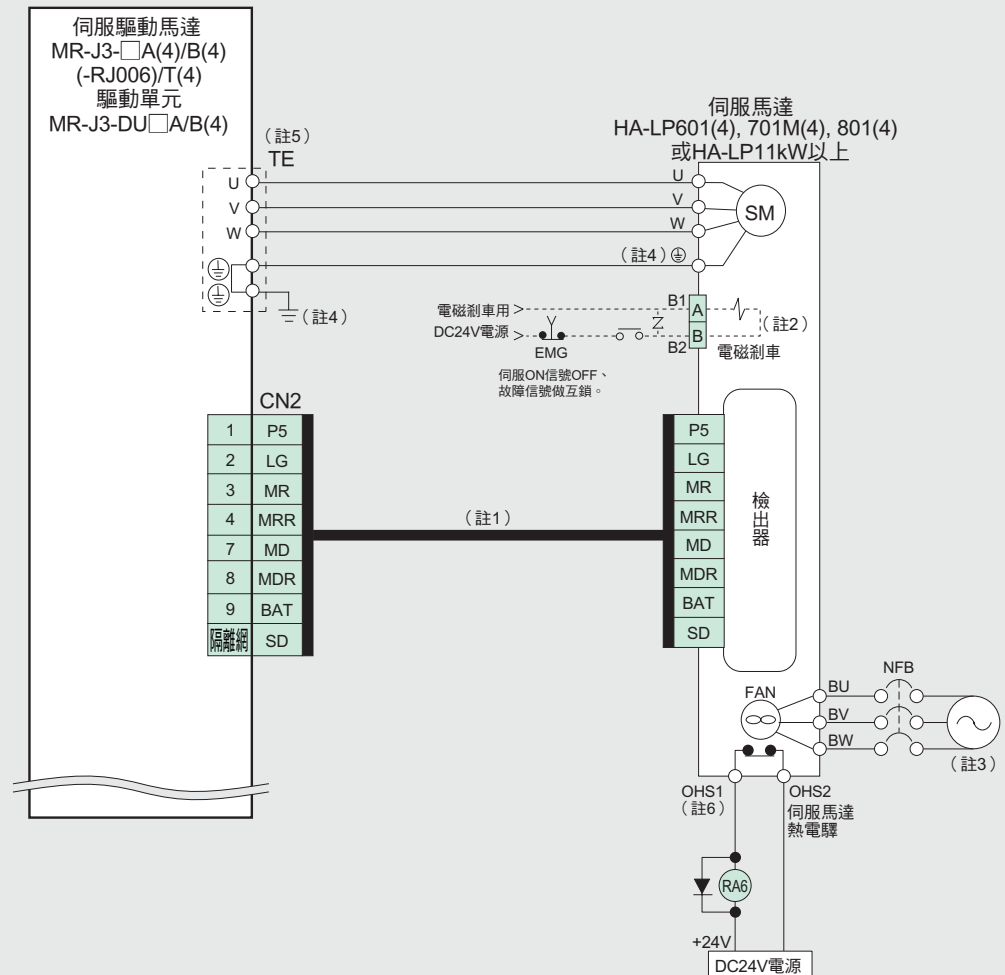 伺服驅動馬達
MR-J3-□A(4)/B(4)
(-RJ006)/T(4)
驅動單元
MR-J3-DU□A/B(4)
（註5）
TE
伺服馬達
HA-LP601(4), 701M(4), 801(4)
或HA-LP11kW以上
U
U
V
V
SM
W
W
（註4）
（註4）
電磁剎車用
B1
A
（註2）
DC24V電源
B
B2
EMG
電磁剎車
伺服ON信號OFF、
故障信號做互鎖。
CN2
1 P5
2 LG
3 MR
4 MRR
7 MD
8 MDR
9 BAT
隔離網 SD
（註1）
P5
LG
MR
MRR
MD
MDR
BAT
SD
檢出器
FAN
NFB
BU
BV
BW
（註3）
OHS1
（註6）
OHS2
伺服馬達
熱電驛
RA6
+24V
DC24V電源